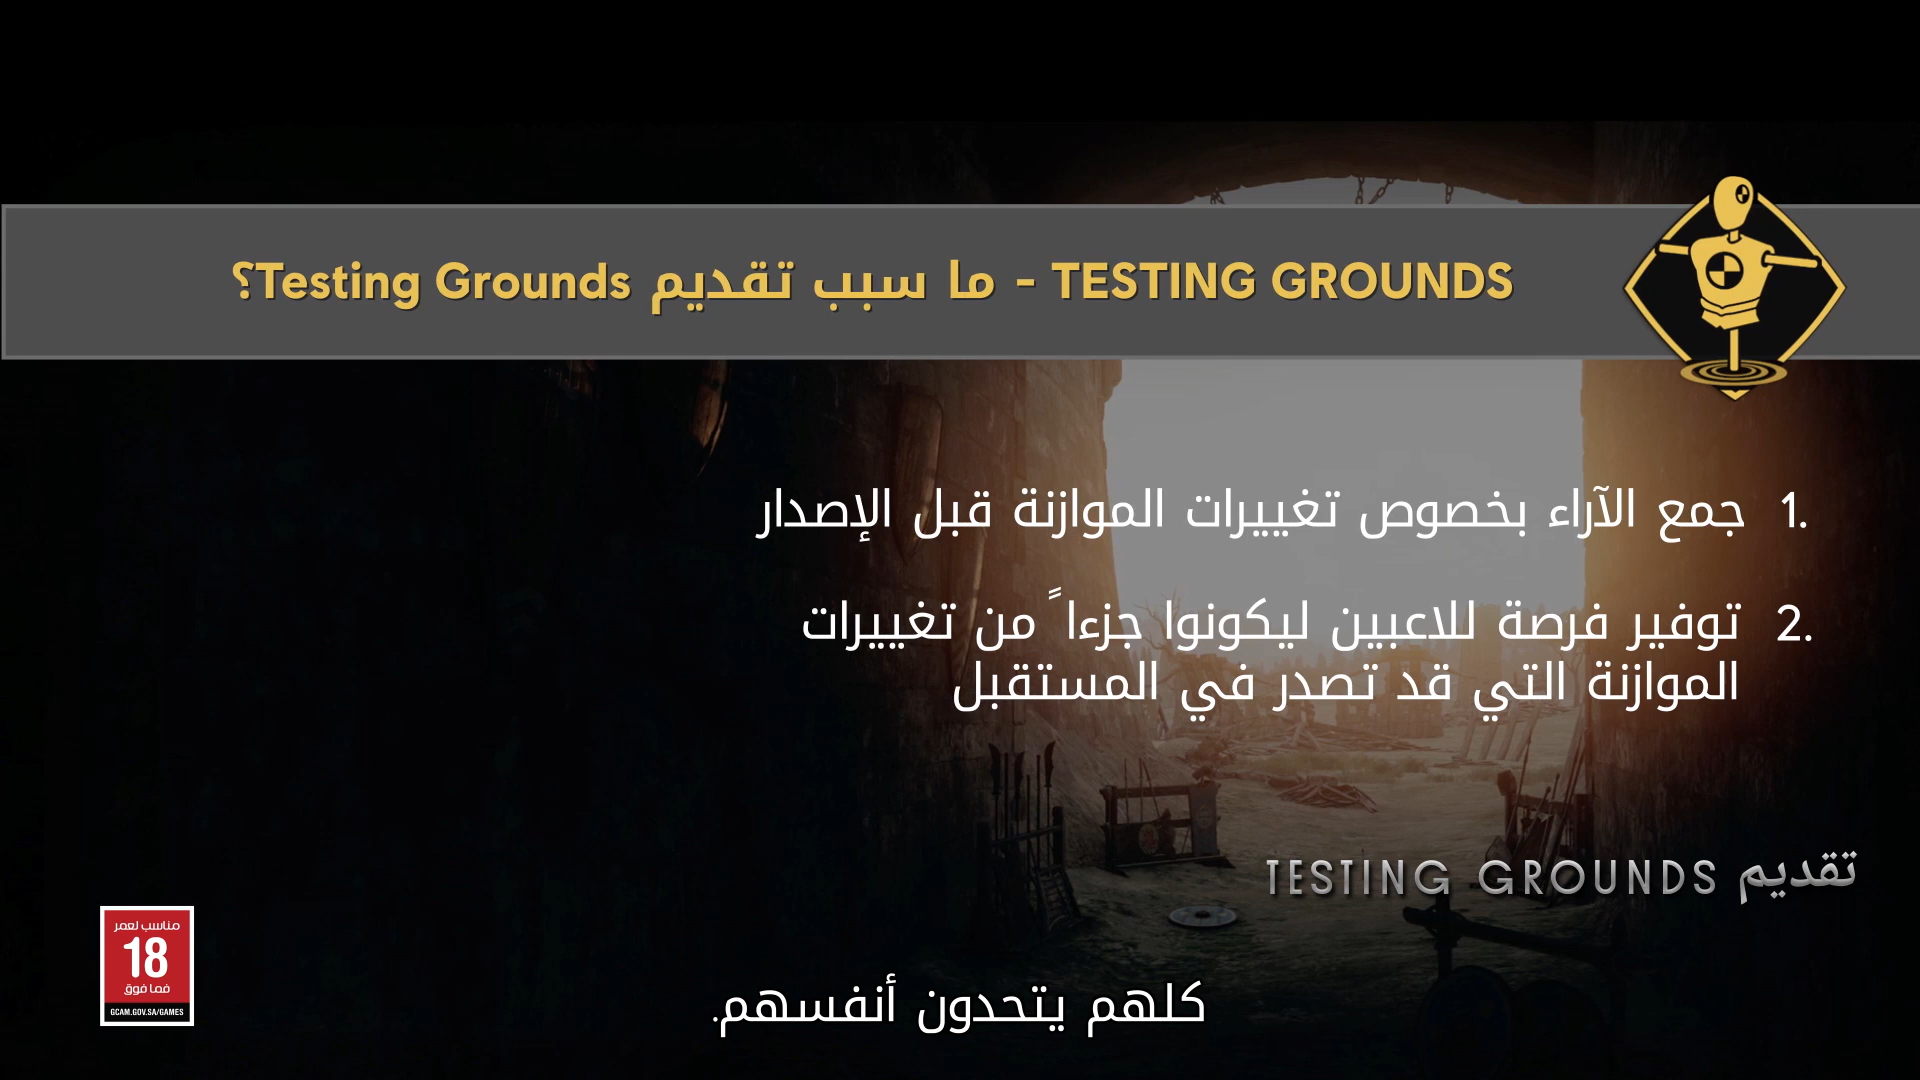 TESTING GROUNDS - ما سبب تقديم Testing Grounds؟
1. جمع الآراء بخصوص تغييرات الموازنة قبل الإصدار
2. توفير فرصة للاعبين ليكونوا جزءاً من تغييرات
الموازنة التي قد تصدر في المستقبل
تقديم TESTING GROUNDS
مناسب لعمر
18
فما فوق
GCAM.GOV.SA/GAMES
كلهم يتحدون أنفسهم.